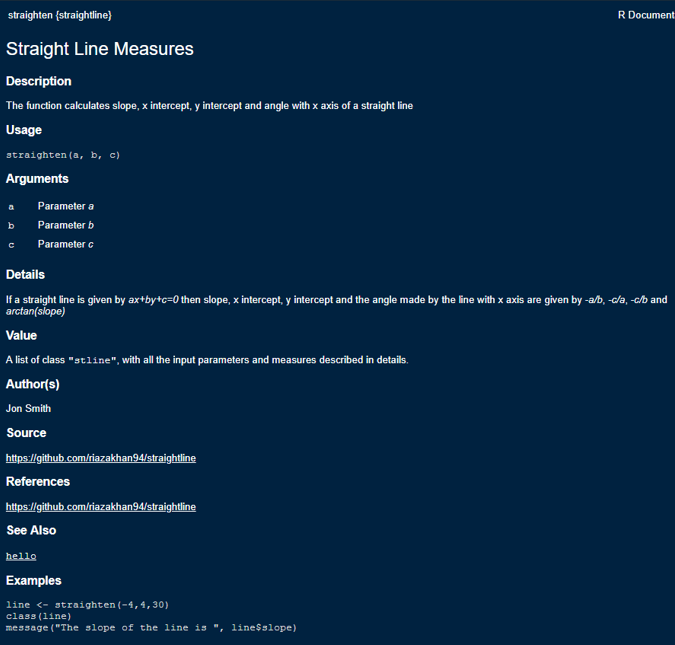 straighten {straightline}
R Document
Straight Line Measures
Description
The function calculates slope, x intercept, y intercept and angle with x axis of a straight line
Usage
straighten(a, b, c)
Arguments
a Parameter a
b Parameter b
c Parameter c
Details
If a straight line is given by ax+by+c=0 then slope, x intercept, y intercept and the angle made by the line with x axis are given by -a/b, -c/a, -c/b and
arctan(slope)
Value
A list of class "stline", with all the input parameters and measures described in details.
Author(s)
Jon Smith
Source
https://github.com/riazakhan94/straightline
References
https://github.com/riazakhan94/straightline
See Also
hello
Examples
line <- straighten(-4,4,30)
class(line)
message("The slope of the line is ", line$slope)